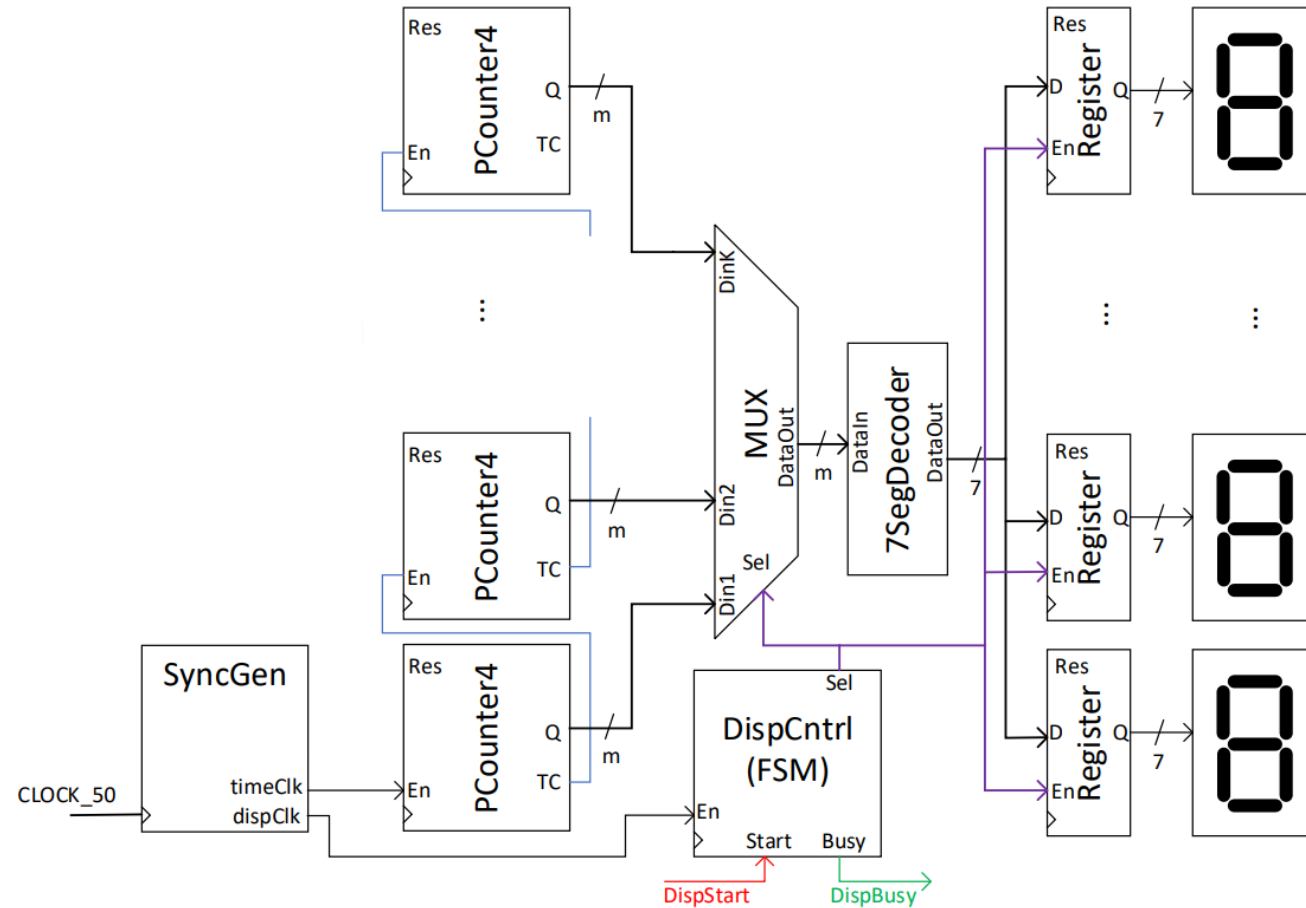 Res
PCounter4
Q
m
TC
En
Res
Register
D
Q
7
En
...
DinK
MUX
DataOut
Din2
Sel
Din1
m
7SegDecoder
DataIn
DataOut
7
...
...
Res
PCounter4
Q
m
TC
En
Res
Register
D
Q
7
En
SyncGen
timeClk
dispClk
CLOCK_50
Res
PCounter4
Q
m
TC
En
Sel
DispCntrl
(FSM)
En
Start
Busy
DispStart
DispBusy
Res
Register
D
Q
7
En